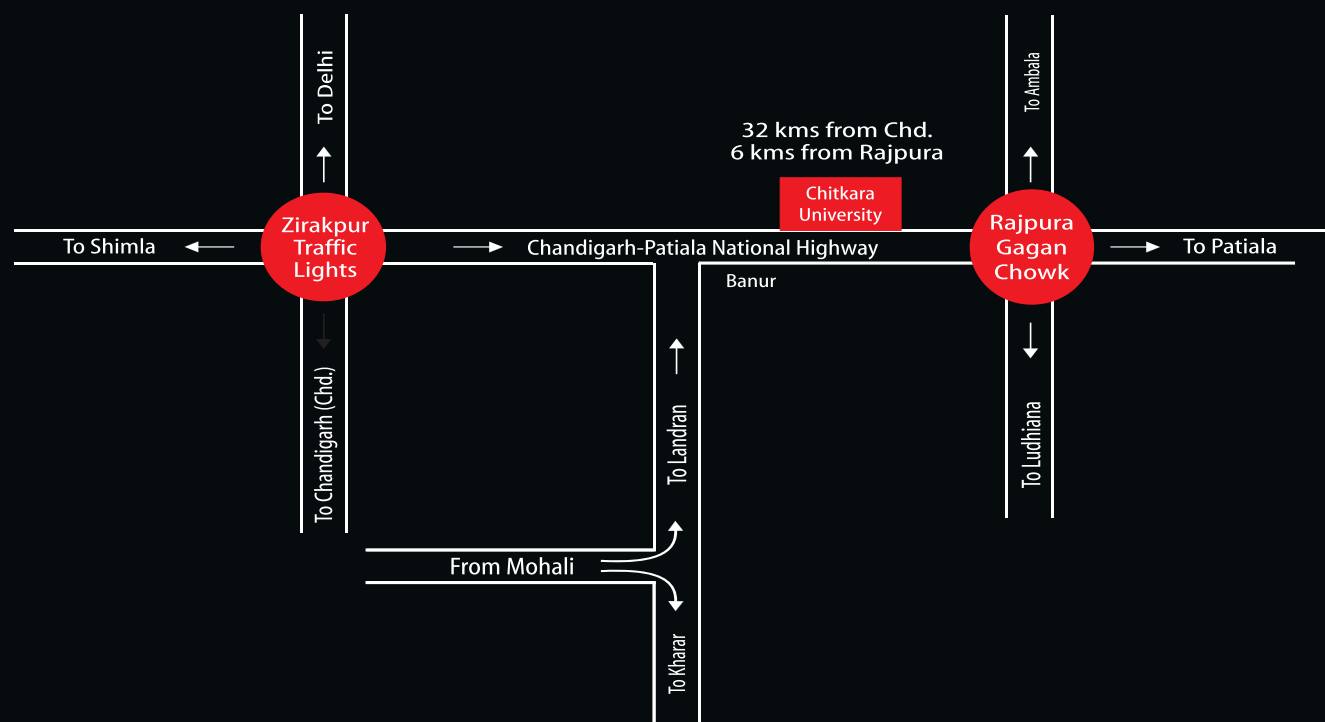 To Delhi
To Ambala
32 kms from Chd.
6 kms from Rajpura
Chitkara
University
Zirakpur
Traffic
Lights
Rajpura
Gagan
Chowk
To Shimla
Chandigarh-Patiala National Highway
To Patiala
Banur
To Chandigarh (Chd.)
To Landran
To Ludhiana
From Mohali
To Kharar